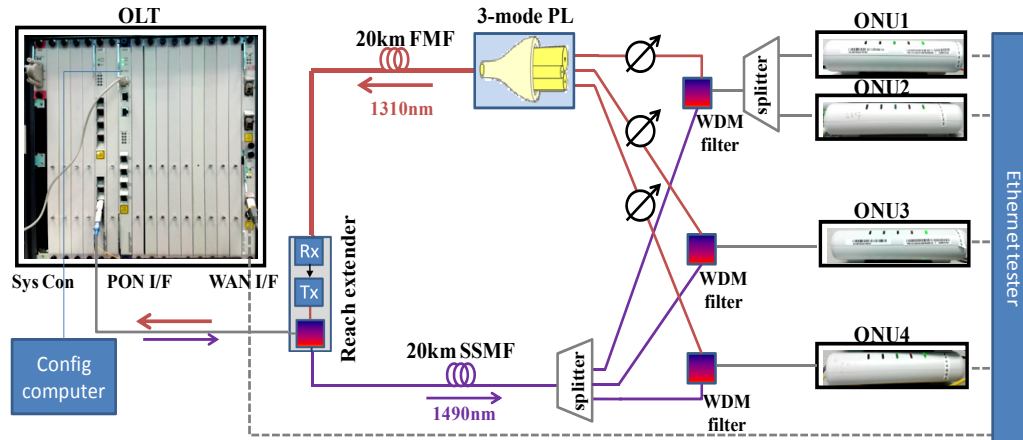 OLT
3-mode PL
ONU1
20km FMF
1310nm
splitter
ONU2
WDM
filter
Ethernet tester
ONU3
Rx
Tx
Reach extender
Sys Con
PON I/F
WAN I/F
WDM
filter
ONU4
Config
computer
20km SSMF
1490nm
splitter
WDM
filter